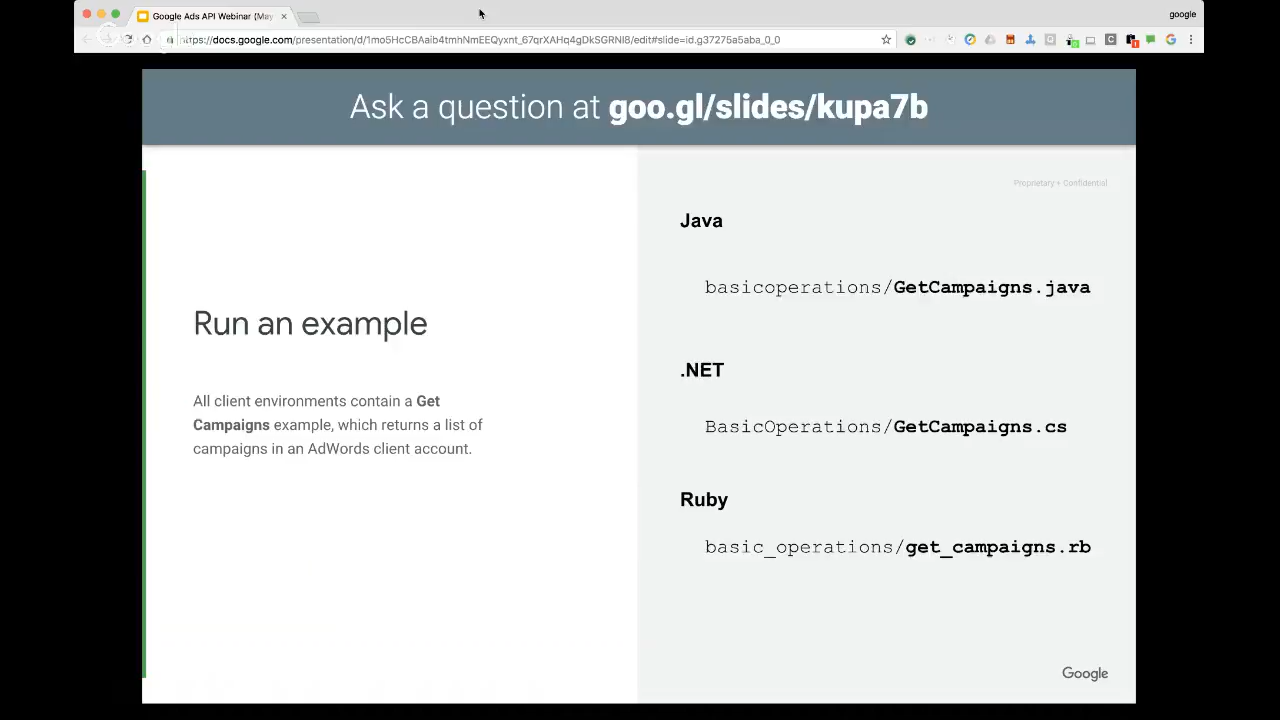 Google Ads API Webinar (May
google
https://docs.google.com/presentation/d/1mo5HcCBAaib4tmhNmEEQyxnt_67qrXAHq4gDkSGRNI8/edit#slide=id.g37275a5aba_0_0
Ask a question at goo.gl/slides/kupa7b
Proprietary + Confidential
Run an example
All client environments contain a Get
Campaigns example, which returns a list of
campaigns in an AdWords client account.
Java
basicoperations/GetCampaigns.java
.NET
BasicOperations/GetCampaigns.cs
Ruby
basic_operations/get_campaigns.rb
Google